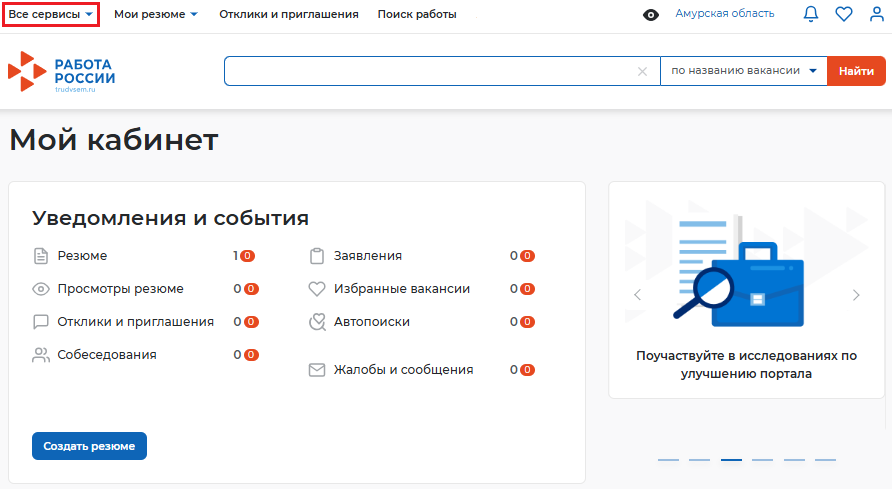 Все сервисы Мои резюме Отклики и приглашения Поиск работы Амурская область
РАБОТА
РОССИИ
trudvsem.ru
по названию вакансии Найти
Мой кабинет
Уведомления и события
Резюме 1 0 Заявления 0 0
Просмотры резюме 0 0 Избранные вакансии 0 0
Отклики и приглашения 0 0 Автопоиски 0 0
Собеседования 0 0
Жалобы и сообщения 0 0
Создать резюме
Поучаствуйте в исследованиях по
улучшению портала